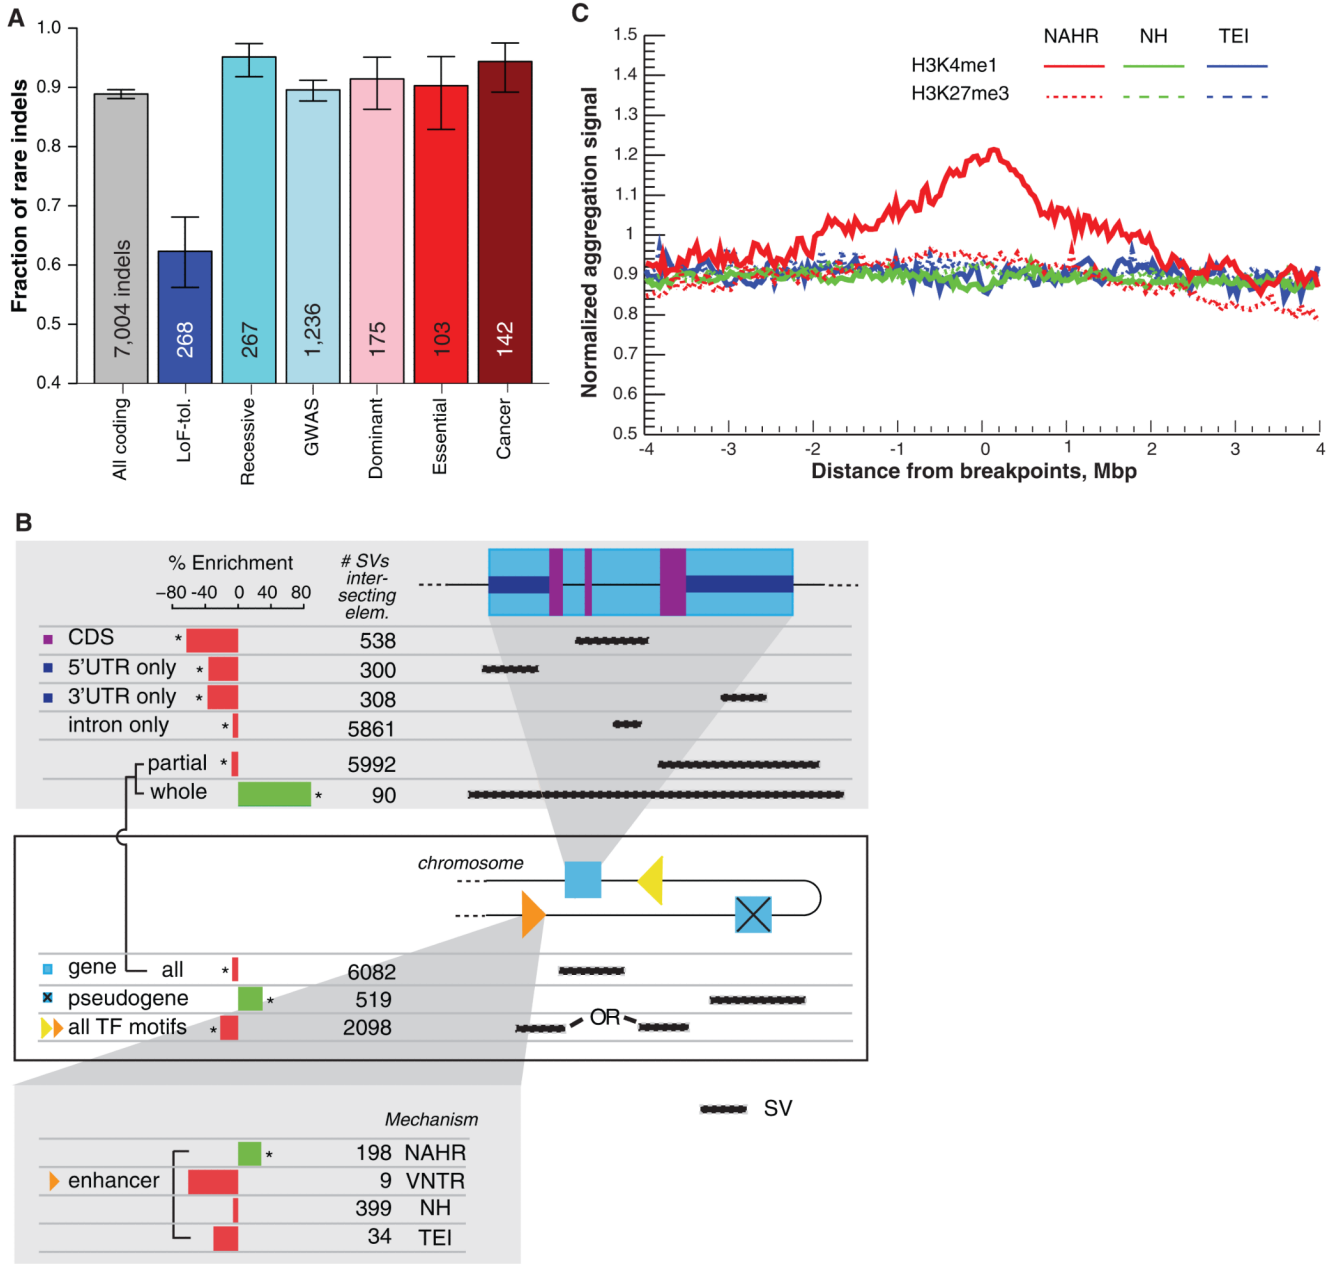 A
1.0
0.9
0.8
0.7
0.6
0.5
0.4
Fraction of rare indels
7,004 indels
268
267
1,236
175
103
142
All coding
LoF-tol.
Recessive
GWAS
Dominant
Essential
Cancer
C
NAHR NH TEI
H3K4me1
H3K27me3
1.5
1.4
1.3
1.2
1.1
1
0.9
0.8
0.7
0.6
0.5
Normalized aggregation signal
-4 -3 -2 -1 0 1 2 3 4
Distance from breakpoints, Mbp
B
% Enrichment
−80 -40 0 40 80
# SVs
inter-
secting
elem.
CDS * 538
5'UTR only * 300
3'UTR only * 308
intron only * 5861
partial * 5992
whole * 90
chromosome
gene all * 6082
pseudogene * 519
all TF motifs * 2098
OR
SV
Mechanism
* 198 NAHR
enhancer 9 VNTR
399 NH
34 TEI